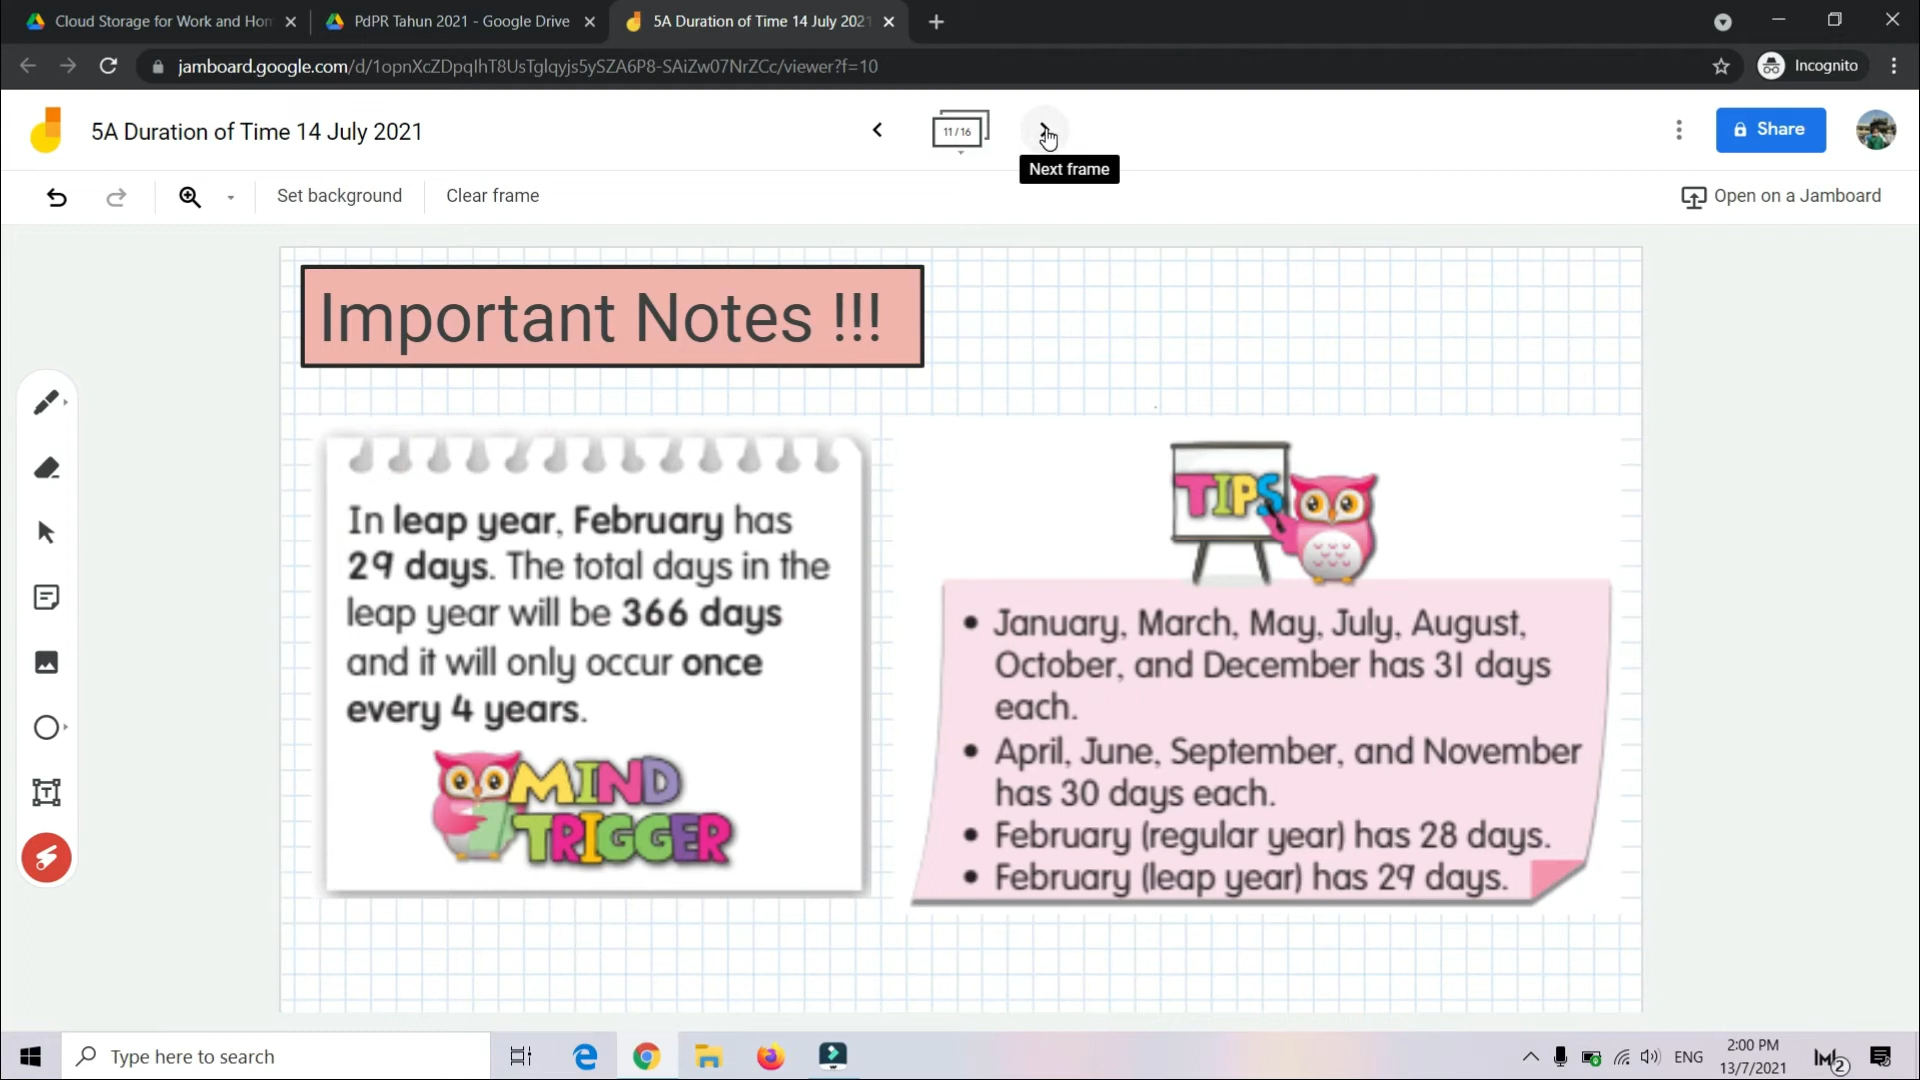 Cloud Storage for Work and Hom
PdPR Tahun 2021 - Google Drive
5A Duration of Time 14 July 2021
jamboard.google.com/d/1opnXcZDpqIhT8UsTglqyjs5ySZA6P8-SAiZw07NrZCc/viewer?f=10
Incognito
5A Duration of Time 14 July 2021
11/16
Share
Next frame
Set background
Clear frame
Open on a Jamboard
Important Notes !!!
In leap year, February has
29 days. The total days in the
leap year will be 366 days
and it will only occur once
every 4 years.
MIND
TRIGGER
TIPS
• January, March, May, July, August,
October, and December has 31 days
each.
• April, June, September, and November
has 30 days each.
• February (regular year) has 28 days.
• February (leap year) has 29 days.
Type here to search
ENG
2:00 PM
13/7/2021
2